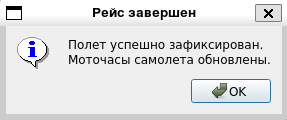 Рейс завершен
Полет успешно зафиксирован.
Моточасы самолета обновлены.
OK